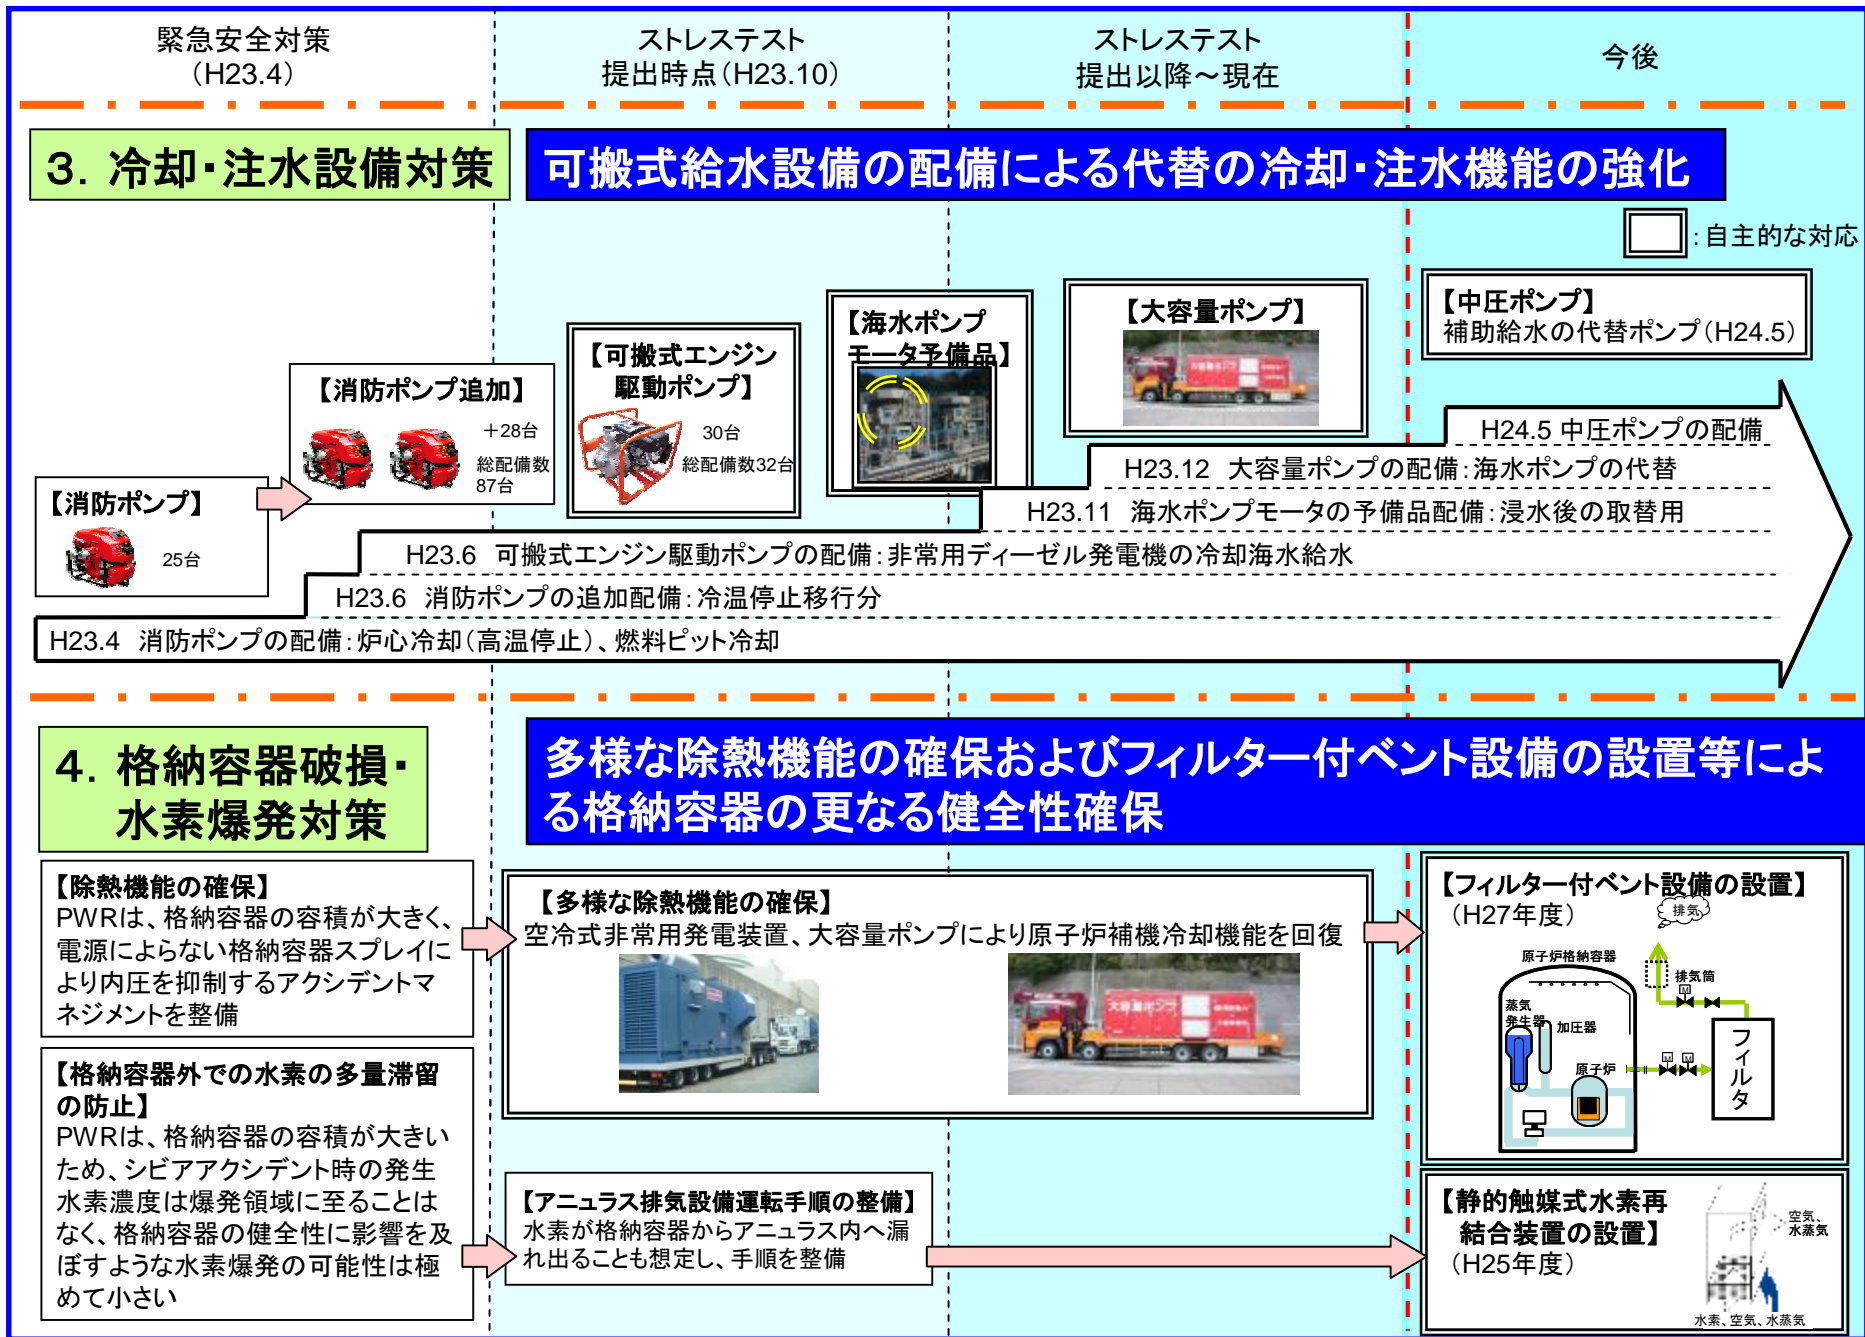 緊急安全対策
（H23.4）
ストレステスト
提出時点（H23.10）
ストレステスト
提出以降～現在
今後
３．冷却・注水設備対策
可搬式給水設備の配備による代替の冷却・注水機能の強化
：自主的な対応
【消防ポンプ】
25台
【消防ポンプ追加】
＋28台
総配備数
87台
【可搬式エンジン
駆動ポンプ】
30台
総配備数32台
【海水ポンプ
モータ予備品】
【大容量ポンプ】
大容量ポンプ
【中圧ポンプ】
補助給水の代替ポンプ（H24.5）
H24.5 中圧ポンプの配備
H23.12 大容量ポンプの配備：海水ポンプの代替
H23.11 海水ポンプモータの予備品配備：浸水後の取替用
H23.6 可搬式エンジン駆動ポンプの配備：非常用ディーゼル発電機の冷却海水給水
H23.6 消防ポンプの追加配備：冷温停止移行分
H23.4 消防ポンプの配備：炉心冷却（高温停止）、燃料ピット冷却
４．格納容器破損・
水素爆発対策
多様な除熱機能の確保およびフィルター付ベント設備の設置等によ
る格納容器の更なる健全性確保
【除熱機能の確保】
PWRは、格納容器の容積が大きく、
電源によらない格納容器スプレイに
より内圧を抑制するアクシデントマ
ネジメントを整備
【格納容器外での水素の多量滞留
の防止】
PWRは、格納容器の容積が大きい
ため、シビアアクシデント時の発生
水素濃度は爆発領域に至ることは
なく、格納容器の健全性に影響を及
ぼすような水素爆発の可能性は極
めて小さい
【多様な除熱機能の確保】
空冷式非常用発電装置、大容量ポンプにより原子炉補機冷却機能を回復
大容量ポンプ
【アニュラス排気設備運転手順の整備】
水素が格納容器からアニュラス内へ漏
れ出ることも想定し、手順を整備
【フィルター付ベント設備の設置】
（H27年度）
排気
原子炉格納容器
排気筒
M
蒸気
発生器
加圧器
原子炉
M
M
フィルタ
【静的触媒式水素再
結合装置の設置】
（H25年度）
空気、
水蒸気
水素、空気、水蒸気